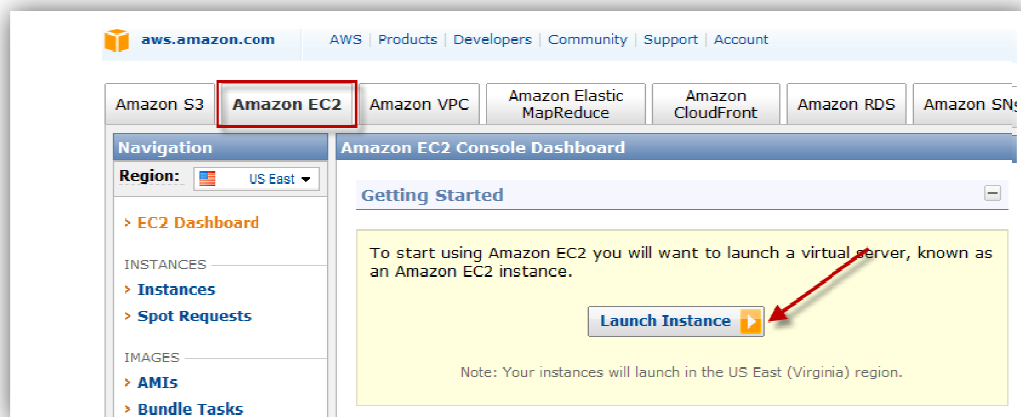 aws.amazon.com AWS | Products | Developers | Community | Support | Account
Amazon S3 Amazon EC2 Amazon VPC Amazon Elastic MapReduce Amazon CloudFront Amazon RDS Amazon SNs
Navigation
Region: US East
> EC2 Dashboard
INSTANCES
> Instances
> Spot Requests
IMAGES
> AMIs
> Bundle Tasks
Amazon EC2 Console Dashboard
Getting Started
To start using Amazon EC2 you will want to launch a virtual server, known as
an Amazon EC2 instance.
Launch Instance
Note: Your instances will launch in the US East (Virginia) region.